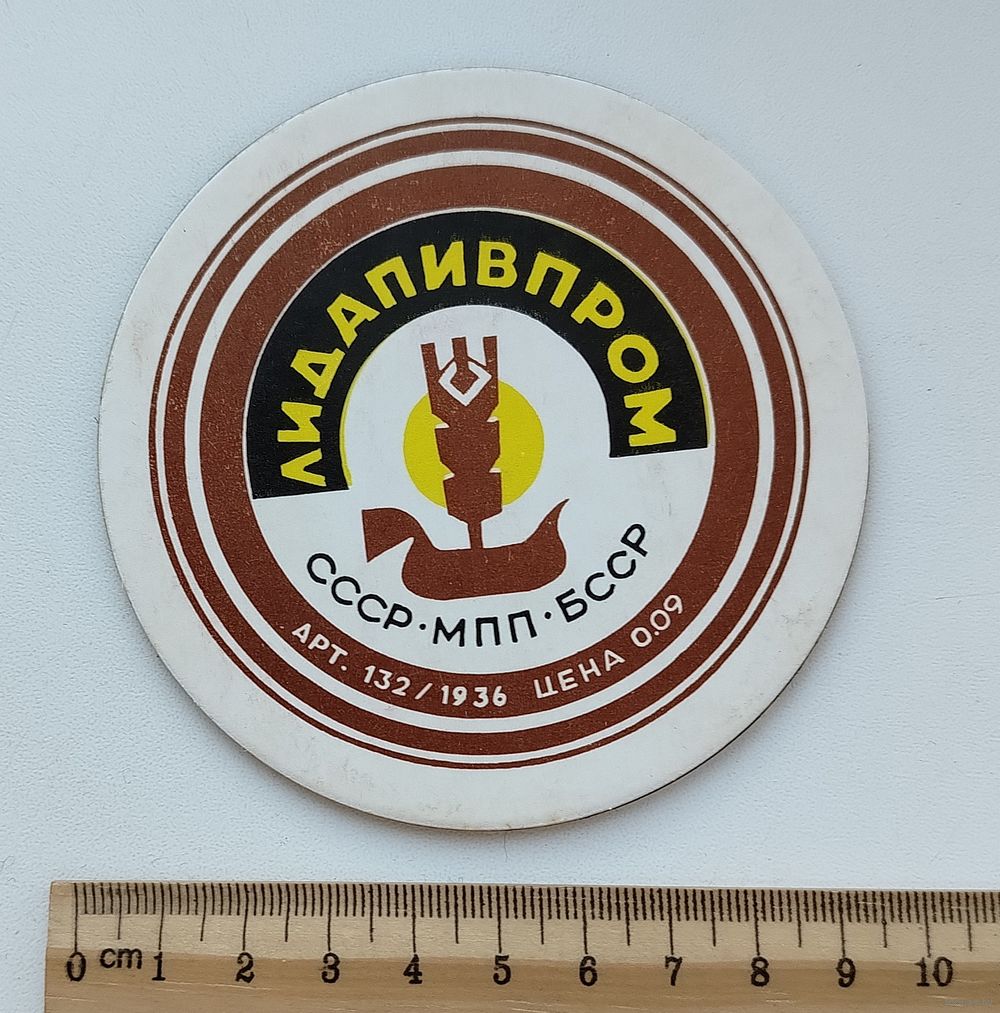 ЛИДАПИВПРОМ
СССР·МПП·БССР
АРТ. 132/1936 ЦЕНА 0.09
0 cm 1 2 3 4 5 6 7 8 9 10